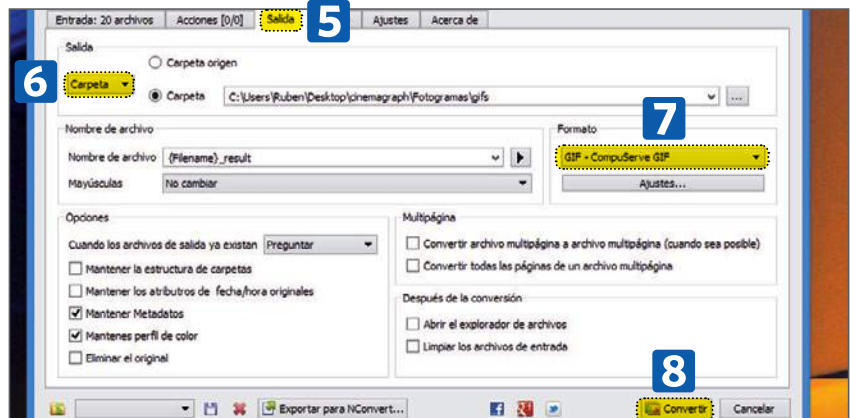 Entrada: 20 archivos Acciones [0/0] Salida 5 Ajustes Acerca de
Salida
6 Carpeta
Carpeta origen
Carpeta C:\Users\Ruben\Desktop\cinemagraph\Fotogramas\gifs ...
Nombre de archivo
Nombre de archivo {Filename}_result
Mayúsculas No cambiar
Formato 7
GIF - CompuServe GIF
Ajustes...
Opciones
Cuando los archivos de salida ya existan Preguntar
Mantener la estructura de carpetas
Mantener los atributros de fecha/hora originales
Mantener Metadatos
Mantenes perfil de color
Eliminar el original
Multipágina
Convertir archivo multipágina a archivo multipágina (cuando sea posible)
Convertir todas las páginas de un archivo multipágina
Después de la conversión
Abrir el explorador de archivos
Limpiar los archivos de entrada
8
Exportar para NConvert... Convertir Cancelar